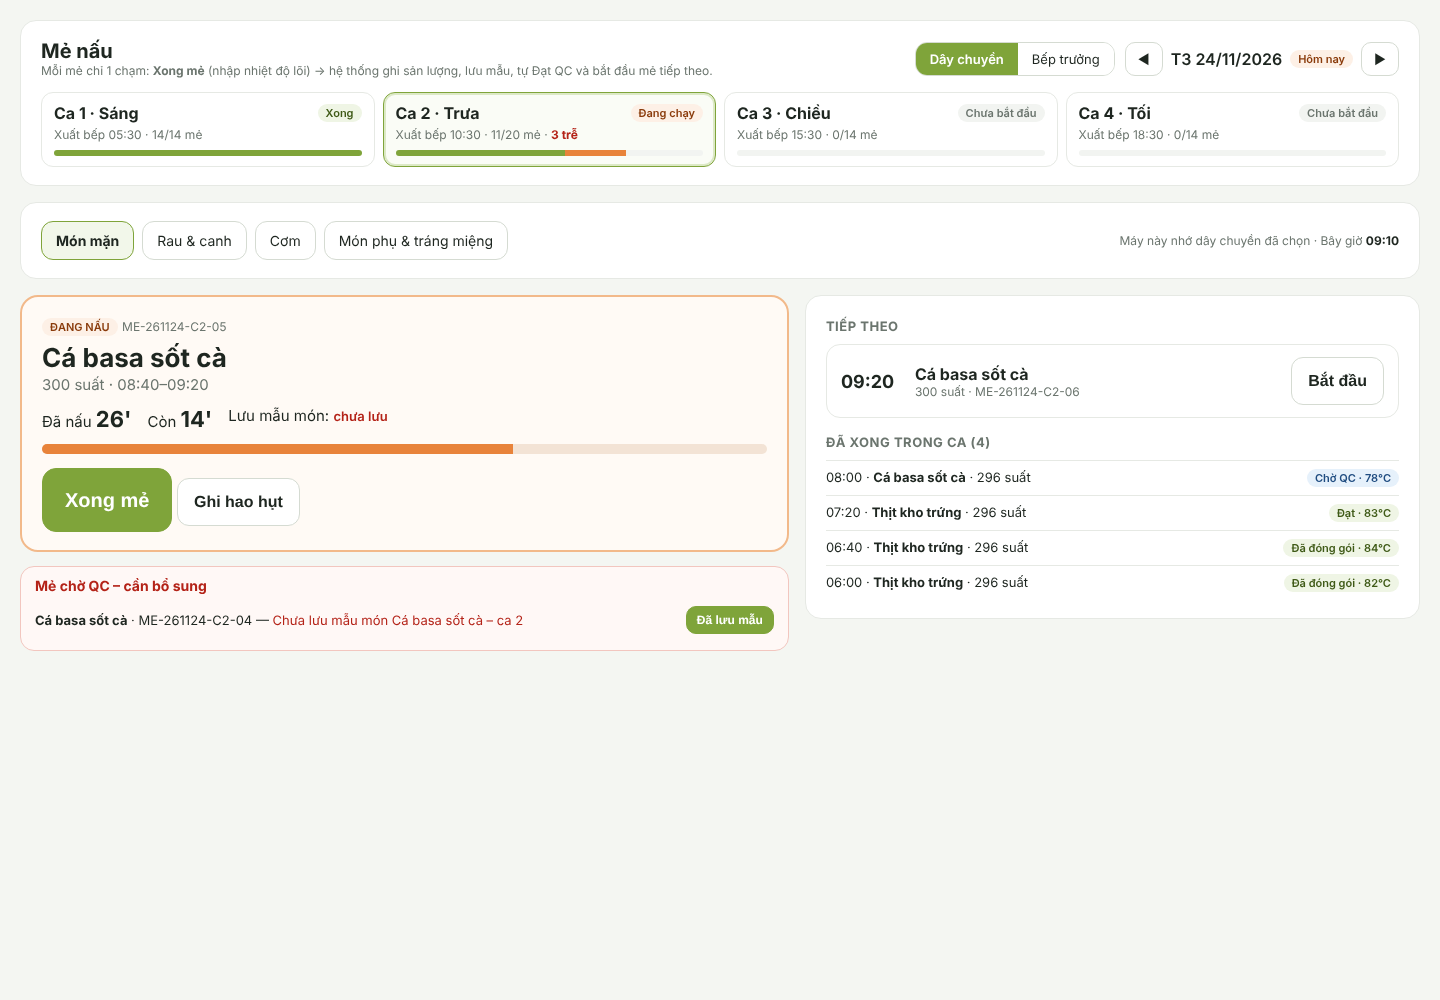 Mẻ nấu
Mỗi mẻ chỉ 1 chạm: Xong mẻ (nhập nhiệt độ lõi) → hệ thống ghi sản lượng, lưu mẫu, tự Đạt QC và bắt đầu mẻ tiếp theo.
Dây chuyền
Bếp trưởng
◀
T3 24/11/2026
Hôm nay
▶
Ca 1 · Sáng
Xong
Xuất bếp 05:30 · 14/14 mẻ
Ca 2 · Trưa
Đang chạy
Xuất bếp 10:30 · 11/20 mẻ · 3 trễ
Ca 3 · Chiều
Chưa bắt đầu
Xuất bếp 15:30 · 0/14 mẻ
Ca 4 · Tối
Chưa bắt đầu
Xuất bếp 18:30 · 0/14 mẻ
Món mặn
Rau & canh
Cơm
Món phụ & tráng miệng
Máy này nhớ dây chuyền đã chọn · Bây giờ 09:10
ĐANG NẤU ME-261124-C2-05
Cá basa sốt cà
300 suất · 08:40–09:20
Đã nấu 26' Còn 14' Lưu mẫu món: chưa lưu
Xong mẻ
Ghi hao hụt
Mẻ chờ QC – cần bổ sung
Cá basa sốt cà · ME-261124-C2-04 — Chưa lưu mẫu món Cá basa sốt cà – ca 2
Đã lưu mẫu
TIẾP THEO
09:20
Cá basa sốt cà
300 suất · ME-261124-C2-06
Bắt đầu
ĐÃ XONG TRONG CA (4)
08:00 · Cá basa sốt cà · 296 suất
Chờ QC · 78°C
07:20 · Thịt kho trứng · 296 suất
Đạt · 83°C
06:40 · Thịt kho trứng · 296 suất
Đã đóng gói · 84°C
06:00 · Thịt kho trứng · 296 suất
Đã đóng gói · 82°C